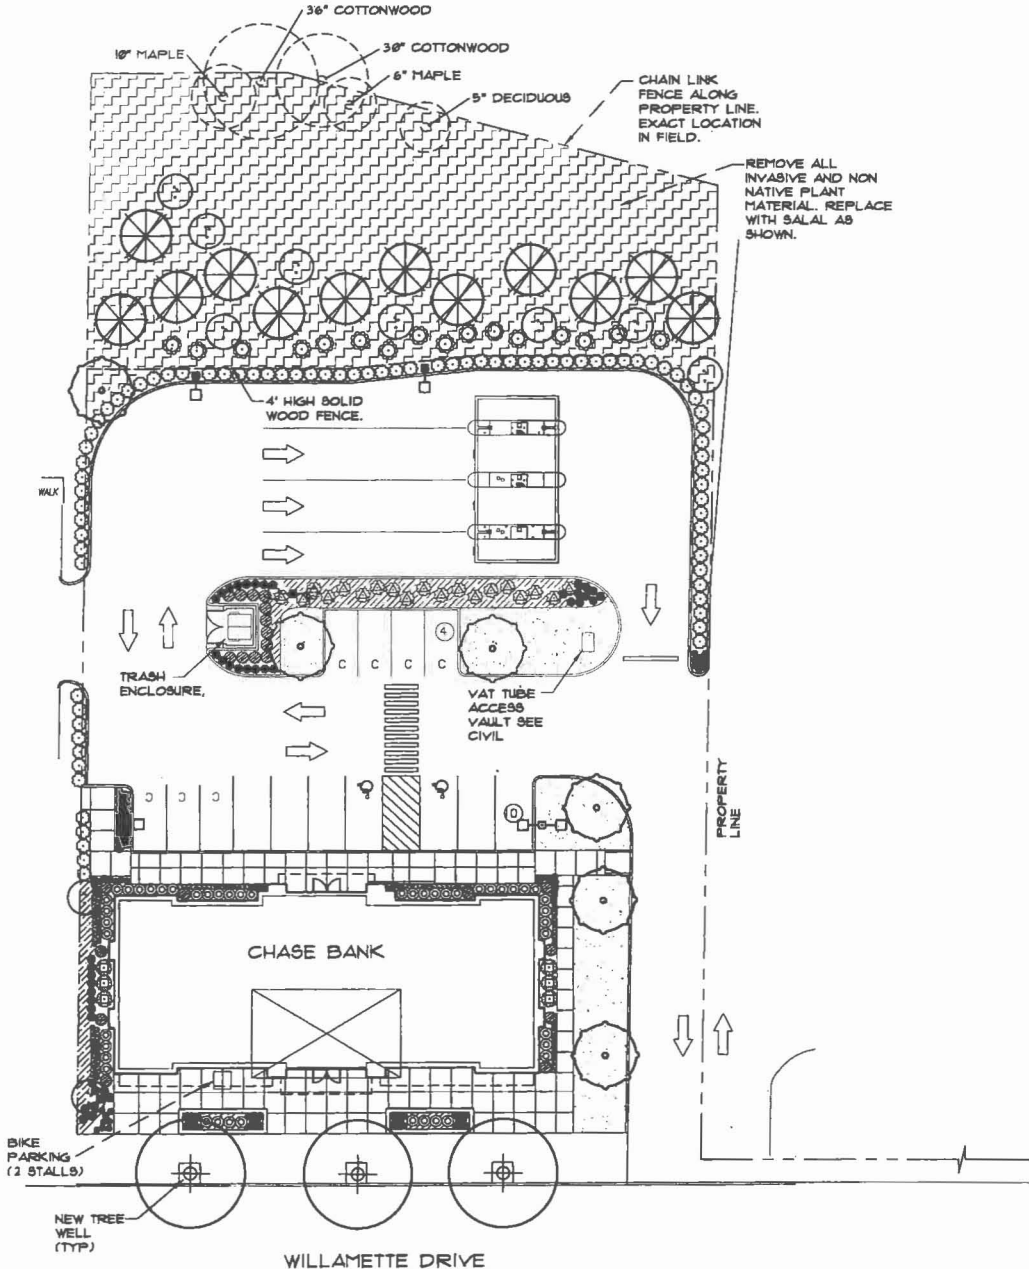 36" COTTONWOOD
10" MAPLE
30" COTTONWOOD
6" MAPLE
5" DECIDUOUS
CHAIN LINK
FENCE ALONG
PROPERTY LINE.
EXACT LOCATION
IN FIELD.
REMOVE ALL
INVASIVE AND NON
NATIVE PLANT
MATERIAL. REPLACE
WITH SALAL AS
SHOWN.
4' HIGH SOLID
WOOD FENCE.
WALK
4
C C C C
TRASH
ENCLOSURE,
VAT TUBE
ACCESS
VAULT SEE
CIVIL
PROPERTY
LINE
C C C
10
CHASE BANK
BIKE
PARKING
(2 STALLS)
NEW TREE
WELL
(TYP)
WILLAMETTE DRIVE